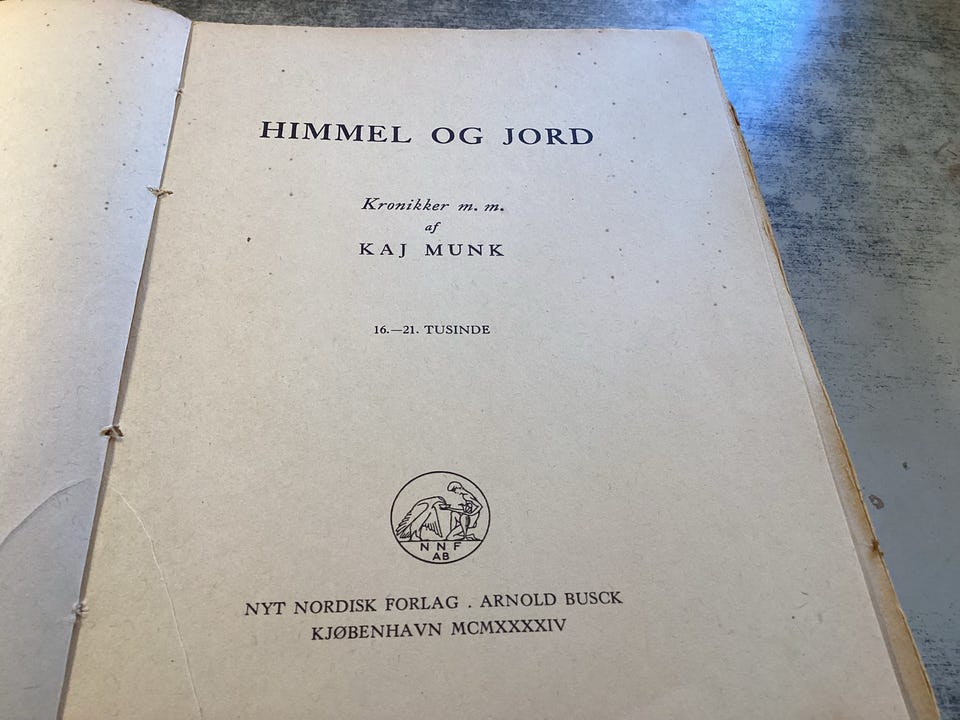 HIMMEL OG JORD
Kronikker m. m.
af
KAJ MUNK
16.—21. TUSINDE
N N F
AB
NYT NORDISK FORLAG . ARNOLD BUSCK
KJØBENHAVN MCMXXXXIV